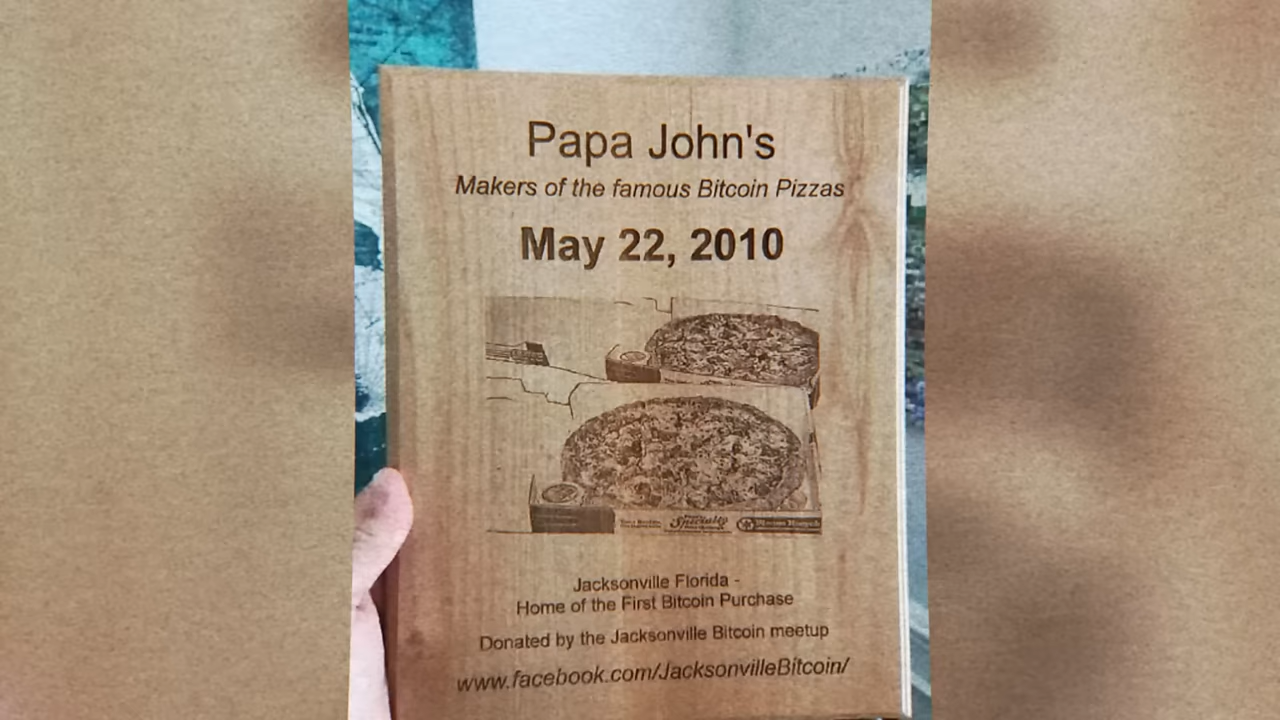 Papa John's
Makers of the famous Bitcoin Pizzas
May 22, 2010
Specialty
Jacksonville Florida -
Home of the First Bitcoin Purchase
Donated by the Jacksonville Bitcoin meetup
www.facebook.com/JacksonvilleBitcoin/